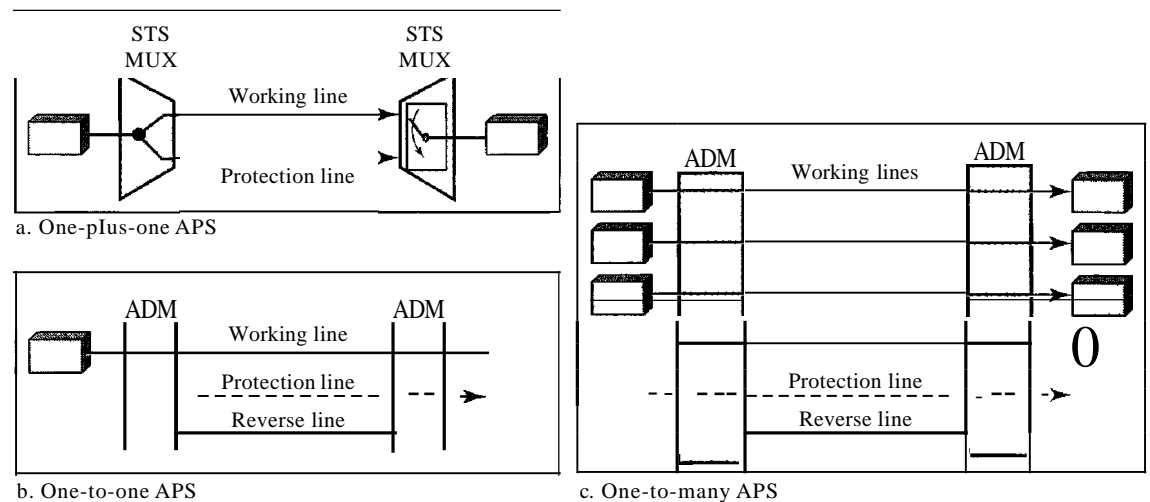 STS
MUX
STS
MUX
Working line
Protection line
a. One-pIus-one APS
ADM
ADM
Working line
Protection line
Reverse line
b. One-to-one APS
ADM
ADM
Working lines
0
Protection line
Reverse line
c. One-to-many APS